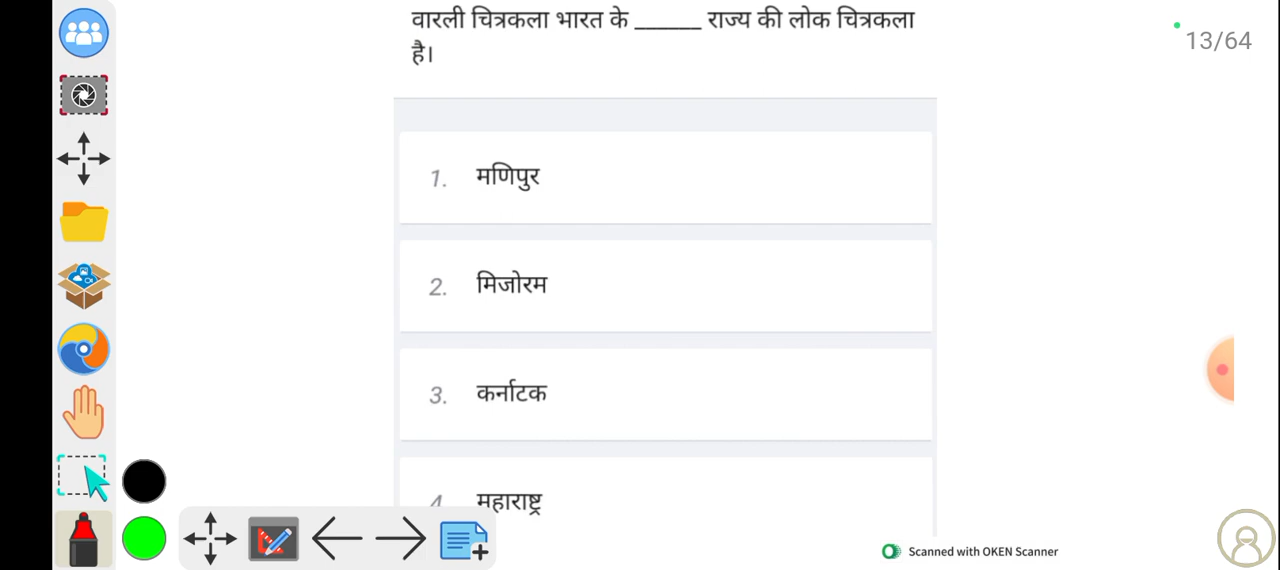 वारली चित्रकला भारत के ______ राज्य की लोक चित्रकला
है।
13/64
1. मणिपुर
2. मिजोरम
3. कर्नाटक
4 महाराष्ट्र
Scanned with OKEN Scanner